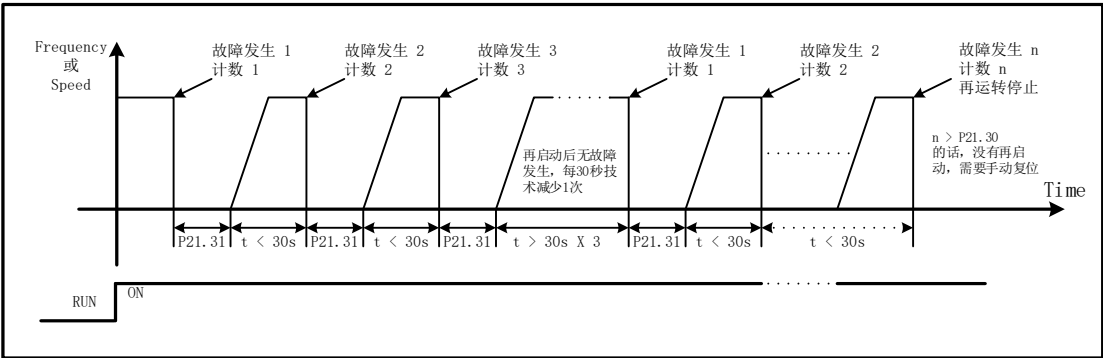 Frequency
或
Speed
故障发生 1
计数 1
故障发生 2
计数 2
故障发生 3
计数 3
故障发生 1
计数 1
故障发生 2
计数 2
故障发生 n
计数 n
再运转停止
再启动后无故障
发生，每30秒技
术减少1次
n > P21.30
的话，没有再启
动，需要手动复位
Time
P21.31
t < 30s
P21.31
t < 30s
P21.31
t > 30s X 3
P21.31
t < 30s
t < 30s
RUN
ON